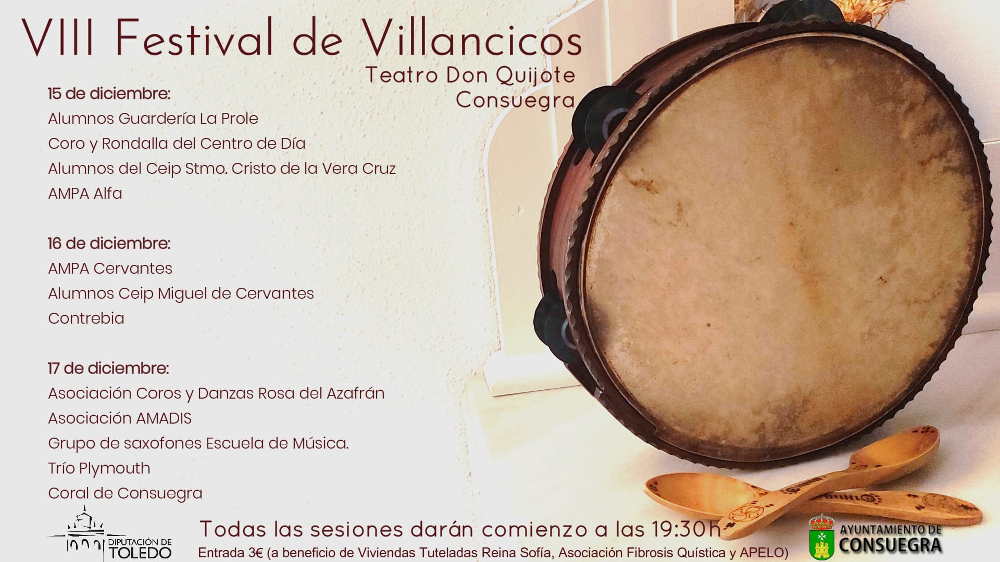 VIII Festival de Villancicos
Teatro Don Quijote
Consuegra
15 de diciembre:
Alumnos Guardería La Prole
Coro y Rondalla del Centro de Día
Alumnos del Ceip Stmo. Cristo de la Vera Cruz
AMPA Alfa
16 de diciembre:
AMPA Cervantes
Alumnos Ceip Miguel de Cervantes
Contrebia
17 de diciembre:
Asociación Coros y Danzas Rosa del Azafrán
Asociación AMADIS
Grupo de saxofones Escuela de Música.
Trío Plymouth
Coral de Consuegra
Todas las sesiones darán comienzo a las 19:30h
Entrada 3€ (a beneficio de Viviendas Tuteladas Reina Sofía, Asociación Fibrosis Quística y APELO)
DIPUTACIÓN DE
TOLEDO
AYUNTAMIENTO DE
CONSUEGRA